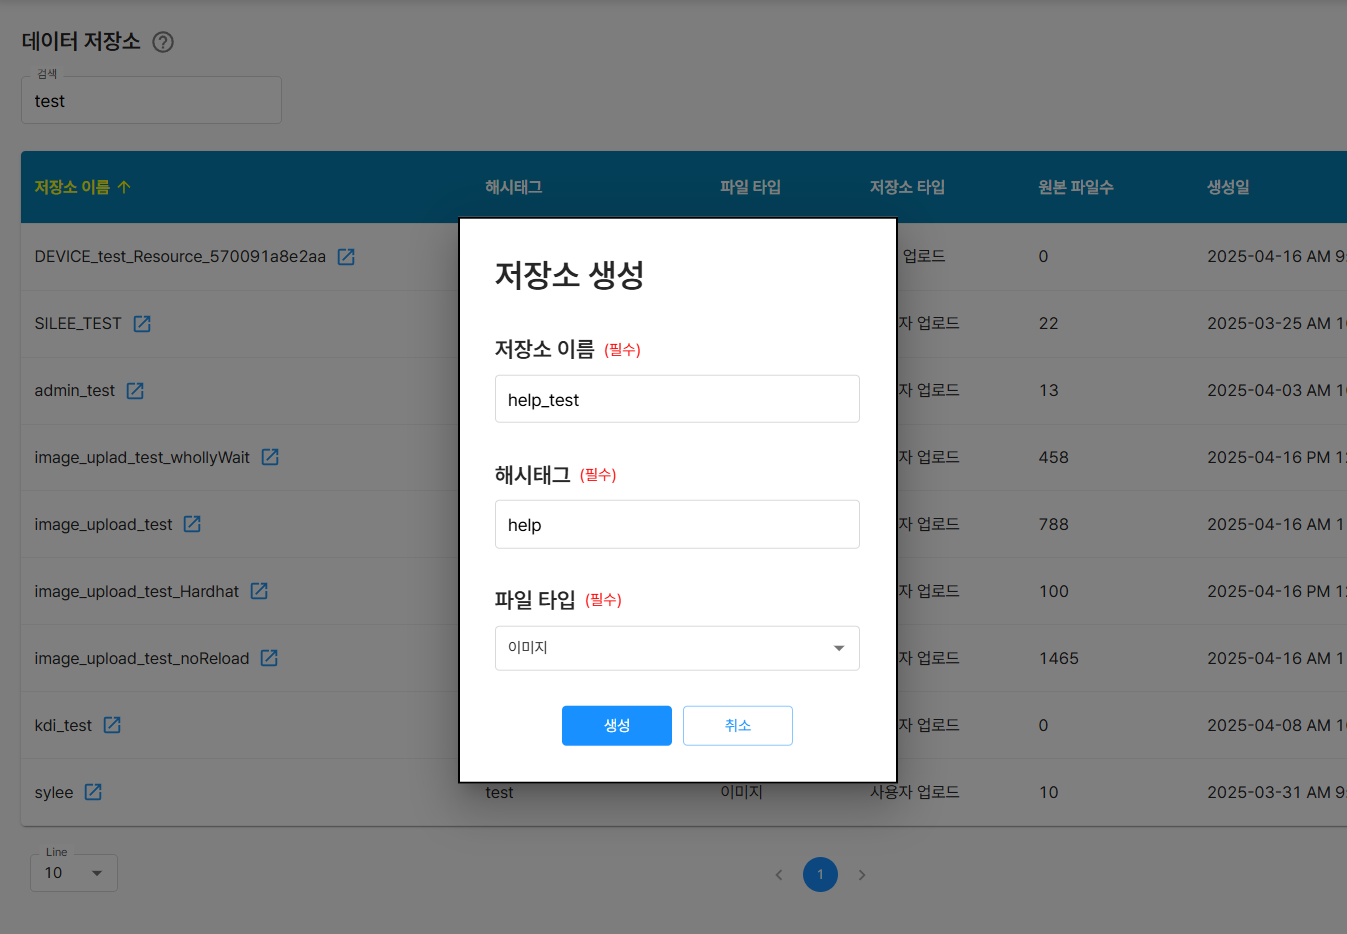 데이터 저장소 ?
검색
test
저장소 이름 해시태그 파일 타입 저장소 타입 원본 파일수 생성일
DEVICE_test_Resource_570091a8e2aa 업로드 0 2025-04-16 AM 9:
SILEE_TEST 자 업로드 22 2025-03-25 AM 1
admin_test 자 업로드 13 2025-04-03 AM 1
image_uplad_test_whollyWait 자 업로드 458 2025-04-16 PM 1
image_upload_test 자 업로드 788 2025-04-16 AM 1
image_upload_test_Hardhat 자 업로드 100 2025-04-16 PM 1
image_upload_test_noReload 자 업로드 1465 2025-04-16 AM 1
kdi_test 자 업로드 0 2025-04-08 AM 1
sylee test 이미지 사용자 업로드 10 2025-03-31 AM 9:
저장소 생성
저장소 이름 (필수)
help_test
해시태그 (필수)
help
파일 타입 (필수)
이미지
생성 취소
Line
10
1